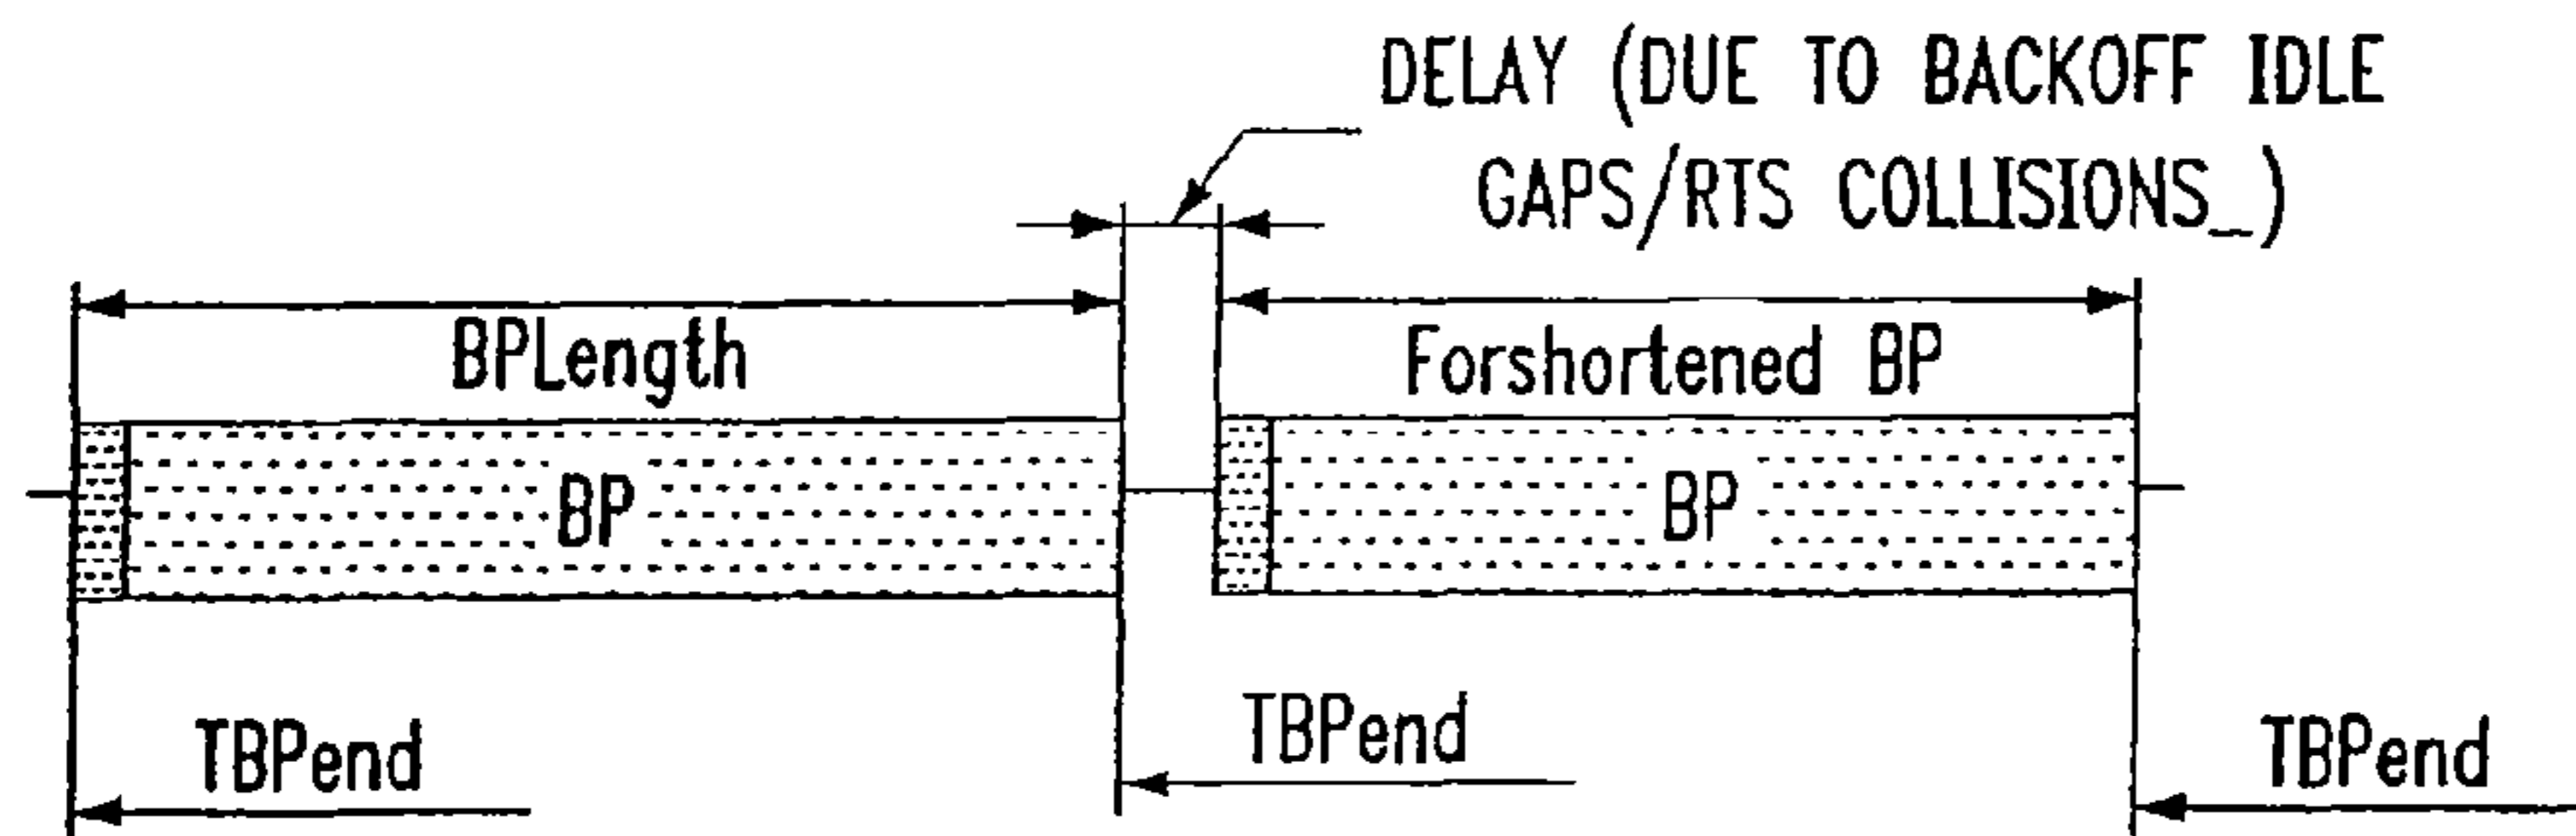 DELAY (DUE TO BACKOFF IDLE
GAPS/RTS COLLISIONS_)
BPLength
Forshortened BP
BP
BP
TBPend
TBPend
TBPend